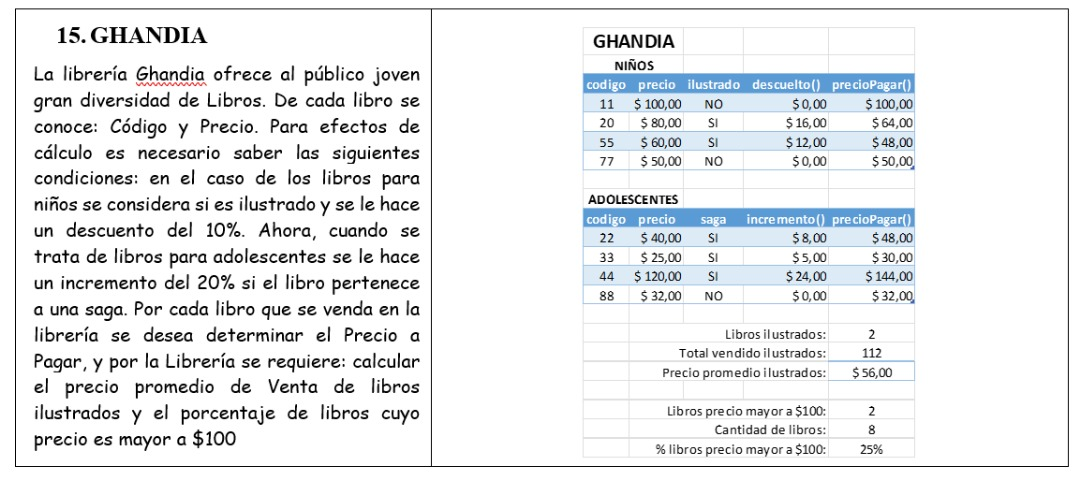 15. GHANDIA
La librería Ghandia ofrece al público joven
gran diversidad de Libros. De cada libro se
conoce: Código y Precio. Para efectos de
cálculo es necesario saber las siguientes
condiciones: en el caso de los libros para
niños se considera si es ilustrado y se le hace
un descuento del 10%. Ahora, cuando se
trata de libros para adolescentes se le hace
un incremento del 20% si el libro pertenece
a una saga. Por cada libro que se venda en la
librería se desea determinar el Precio a
Pagar, y por la Librería se requiere: calcular
el precio promedio de Venta de libros
ilustrados y el porcentaje de libros cuyo
precio es mayor a $100
GHANDIA
NIÑOS
codigo precio ilustrado descuelto() precioPagar()
11 $ 100,00 NO $ 0,00 $ 100,00
20 $ 80,00 SI $ 16,00 $ 64,00
55 $ 60,00 SI $ 12,00 $ 48,00
77 $ 50,00 NO $ 0,00 $ 50,00
ADOLESCENTES
codigo precio saga incremento() precioPagar()
22 $ 40,00 SI $ 8,00 $ 48,00
33 $ 25,00 SI $ 5,00 $ 30,00
44 $ 120,00 SI $ 24,00 $ 144,00
88 $ 32,00 NO $ 0,00 $ 32,00
Libros ilustrados: 2
Total vendido ilustrados: 112
Precio promedio ilustrados: $ 56,00
Libros precio mayor a $100: 2
Cantidad de libros: 8
% libros precio mayor a $100: 25%